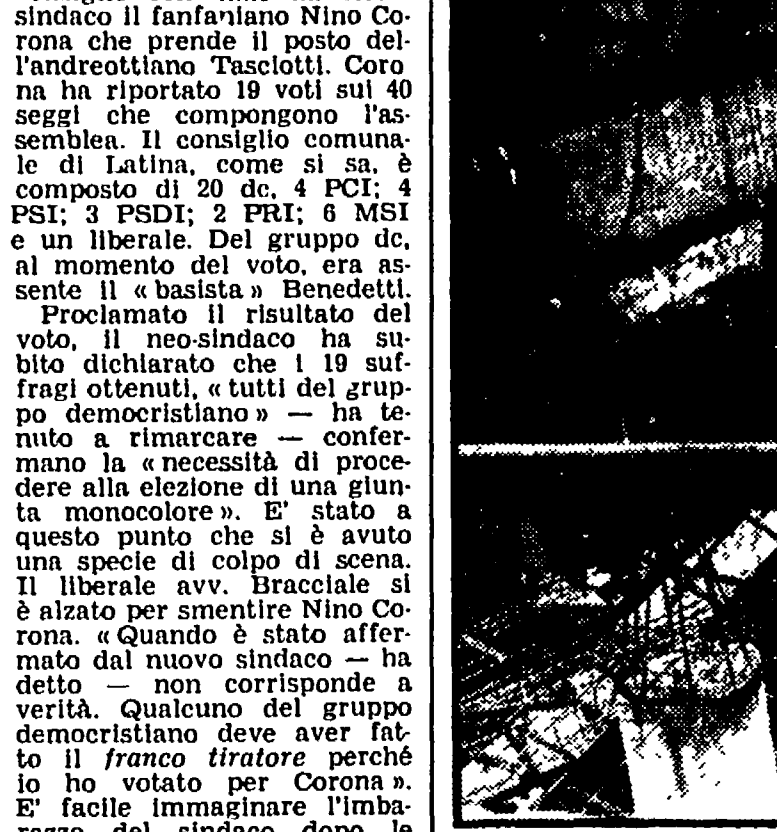 sindaco il fanfaniano Nino Co-
rona che prende il posto del-
l'andreottiano Tasciotti. Coro
na ha riportato 19 voti sui 40
seggi che compongono l'as-
semblea. Il consiglio comuna-
le di Latina, come si sa, è
composto di 20 dc, 4 PCI; 4
PSI; 3 PSDI; 2 PRI; 6 MSI
e un liberale. Del gruppo dc,
al momento del voto, era as-
sente il « basista » Benedetti.
Proclamato il risultato del
voto, il neo-sindaco ha su-
bito dichiarato che i 19 suf-
fragi ottenuti, « tutti del grup-
po democristiano » — ha te-
nuto a rimarcare — confer-
mano la « necessità di proce-
dere alla elezione di una giun-
ta monocolore ». E' stato a
questo punto che si è avuto
una specie di colpo di scena.
Il liberale avv. Bracciale si
è alzato per smentire Nino Co-
rona. « Quando è stato affer-
mato dal nuovo sindaco — ha
detto — non corrisponde a
verità. Qualcuno del gruppo
democristiano deve aver fat-
to il franco tiratore perché
io ho votato per Corona ».
E' facile immaginare l'imba-
razzo del sindaco dopo le